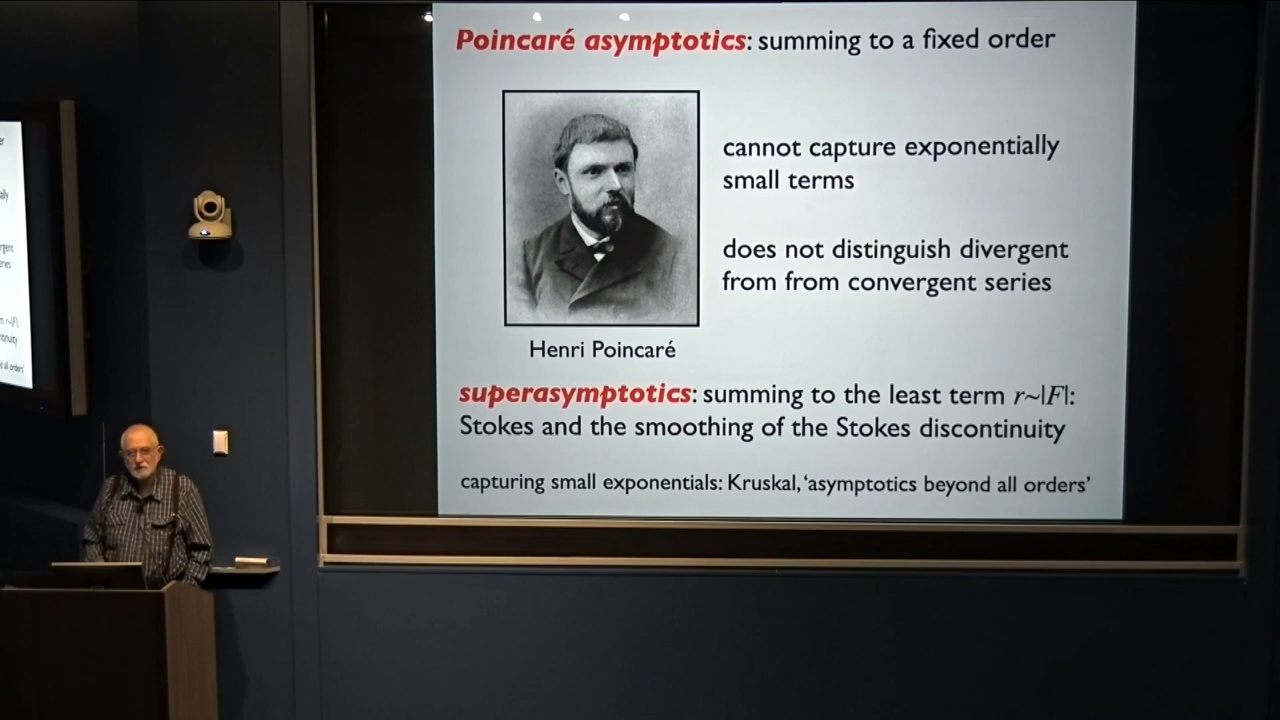 Poincaré asymptotics: summing to a fixed order
cannot capture exponentially
small terms
does not distinguish divergent
from from convergent series
Henri Poincaré
superasymptotics: summing to the least term r~|F|:
Stokes and the smoothing of the Stokes discontinuity
capturing small exponentials: Kruskal, ‘asymptotics beyond all orders’